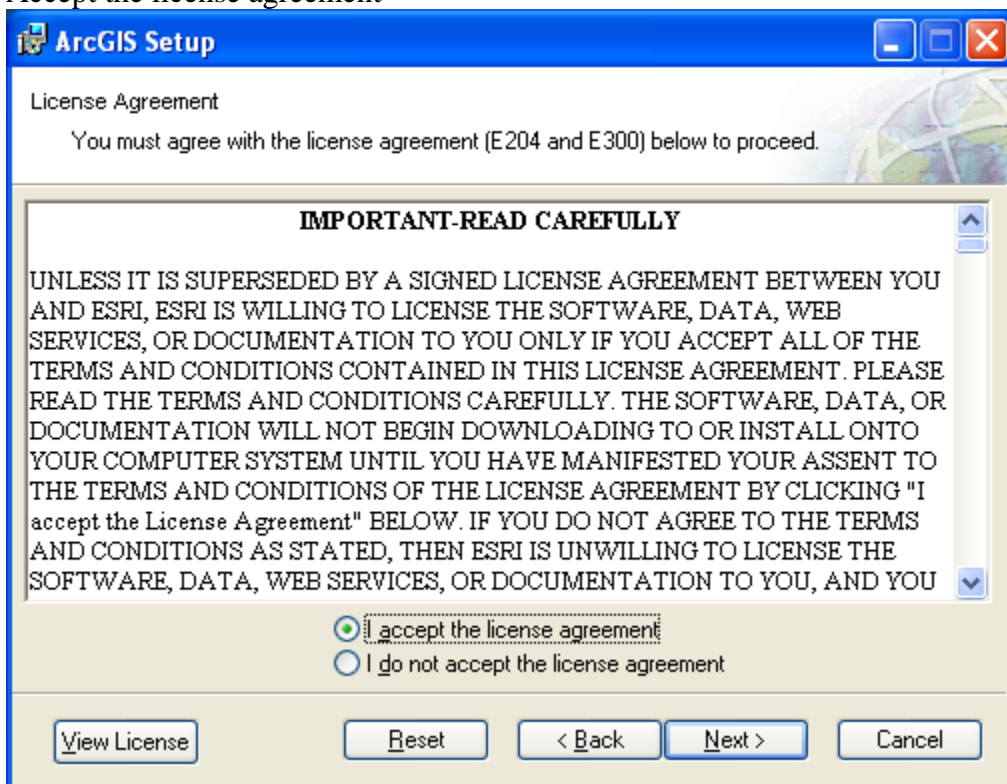 Accept the license agreement
ArcGIS Setup
License Agreement
You must agree with the license agreement (E204 and E300) below to proceed.
IMPORTANT-READ CAREFULLY
UNLESS IT IS SUPERSEDED BY A SIGNED LICENSE AGREEMENT BETWEEN YOU
AND ESRI, ESRI IS WILLING TO LICENSE THE SOFTWARE, DATA, WEB
SERVICES, OR DOCUMENTATION TO YOU ONLY IF YOU ACCEPT ALL OF THE
TERMS AND CONDITIONS CONTAINED IN THIS LICENSE AGREEMENT. PLEASE
READ THE TERMS AND CONDITIONS CAREFULLY. THE SOFTWARE, DATA, OR
DOCUMENTATION WILL NOT BEGIN DOWNLOADING TO OR INSTALL ONTO
YOUR COMPUTER SYSTEM UNTIL YOU HAVE MANIFESTED YOUR ASSENT TO
THE TERMS AND CONDITIONS OF THE LICENSE AGREEMENT BY CLICKING "I
accept the License Agreement" BELOW. IF YOU DO NOT AGREE TO THE TERMS
AND CONDITIONS AS STATED, THEN ESRI IS UNWILLING TO LICENSE THE
SOFTWARE, DATA, WEB SERVICES, OR DOCUMENTATION TO YOU, AND YOU
I accept the license agreement
I do not accept the license agreement
View License Reset < Back Next > Cancel